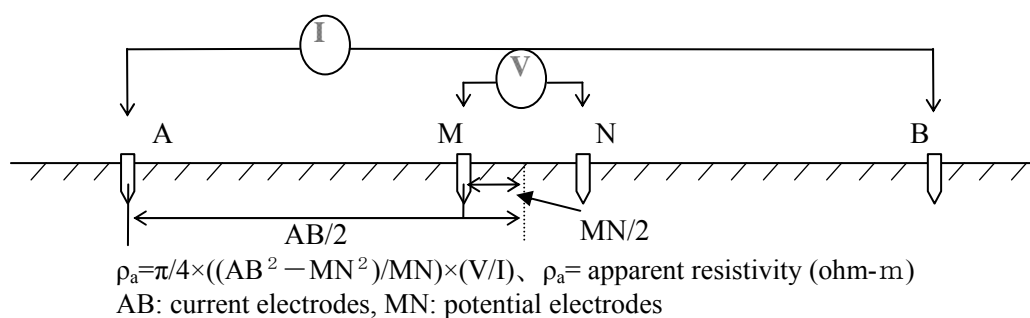 I
V
A M N B
AB/2
MN/2
ρₐ=π/4×((AB²－MN²)/MN)×(V/I)、ρₐ= apparent resistivity (ohm-m)
AB: current electrodes, MN: potential electrodes